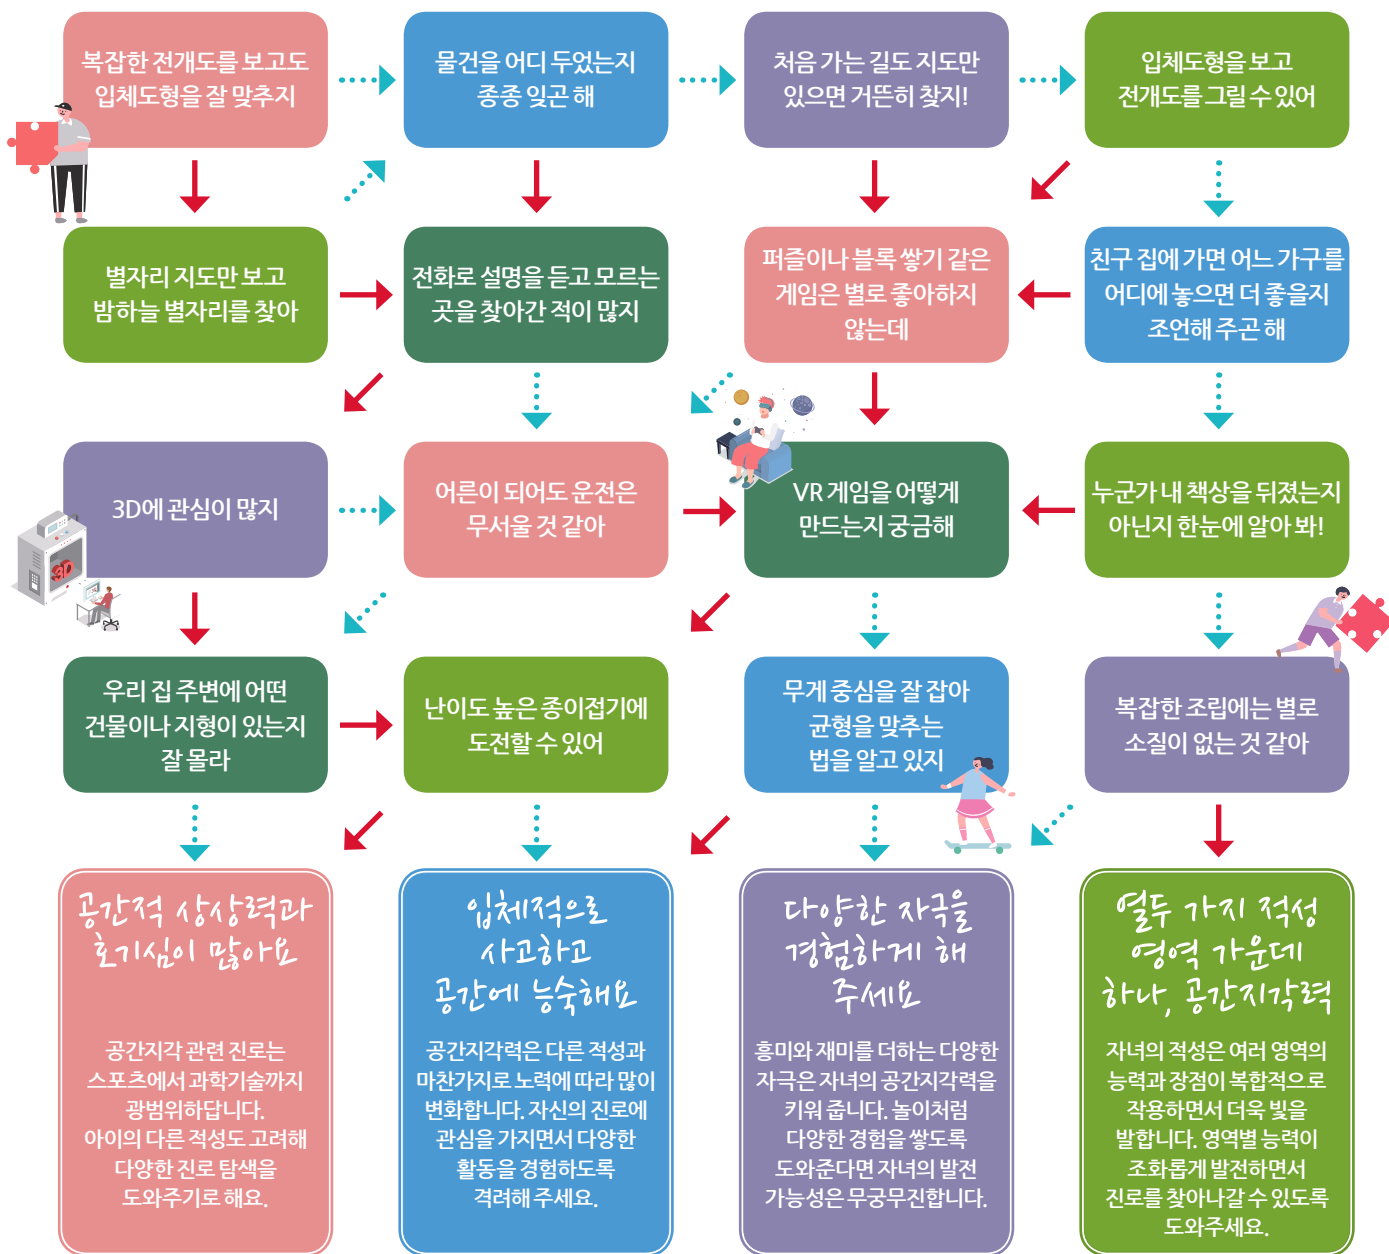 복잡한 전개도를 보고도
입체도형을 잘 맞추지
물건을 어디 두었는지
종종 잊곤 해
처음 가는 길도 지도만
있으면 거뜬히 찾지!
입체도형을 보고
전개도를 그릴 수 있어
별자리 지도만 보고
밤하늘 별자리를 찾아
전화로 설명을 듣고 모르는
곳을 찾아간 적이 많지
퍼즐이나 블록 쌓기 같은
게임은 별로 좋아하지
않는데
친구 집에 가면 어느 가구를
어디에 놓으면 더 좋을지
조언해 주곤 해
3D에 관심이 많지
3D
어른이 되어도 운전은
무서울 것 같아
VR 게임을 어떻게
만드는지 궁금해
누군가 내 책상을 뒤졌는지
아닌지 한눈에 알아 봐!
우리 집 주변에 어떤
건물이나 지형이 있는지
잘 몰라
난이도 높은 종이접기에
도전할 수 있어
무게 중심을 잘 잡아
균형을 맞추는
법을 알고 있지
복잡한 조립에는 별로
소질이 없는 것 같아
공간적 상상력과
호기심이 많아요
공간지각 관련 진로는
스포츠에서 과학기술까지
광범위하답니다.
아이의 다른 적성도 고려해
다양한 진로 탐색을
도와주기로 해요.
입체적으로
사고하고
공간에 능숙해요
공간지각력은 다른 적성과
마찬가지로 노력에 따라 많이
변화합니다. 자신의 진로에
관심을 가지면서 다양한
활동을 경험하도록
격려해 주세요.
다양한 자극을
경험하게 해
주세요
흥미와 재미를 더하는 다양한
자극은 자녀의 공간지각력을
키워 줍니다. 놀이처럼
다양한 경험을 쌓도록
도와준다면 자녀의 발전
가능성은 무궁무진합니다.
열두 가지 적성
영역 가운데
하나, 공간지각력
자녀의 적성은 여러 영역의
능력과 장점이 복합적으로
작용하면서 더욱 빛을
발합니다. 영역별 능력이
조화롭게 발전하면서
진로를 찾아나갈 수 있도록
도와주세요.